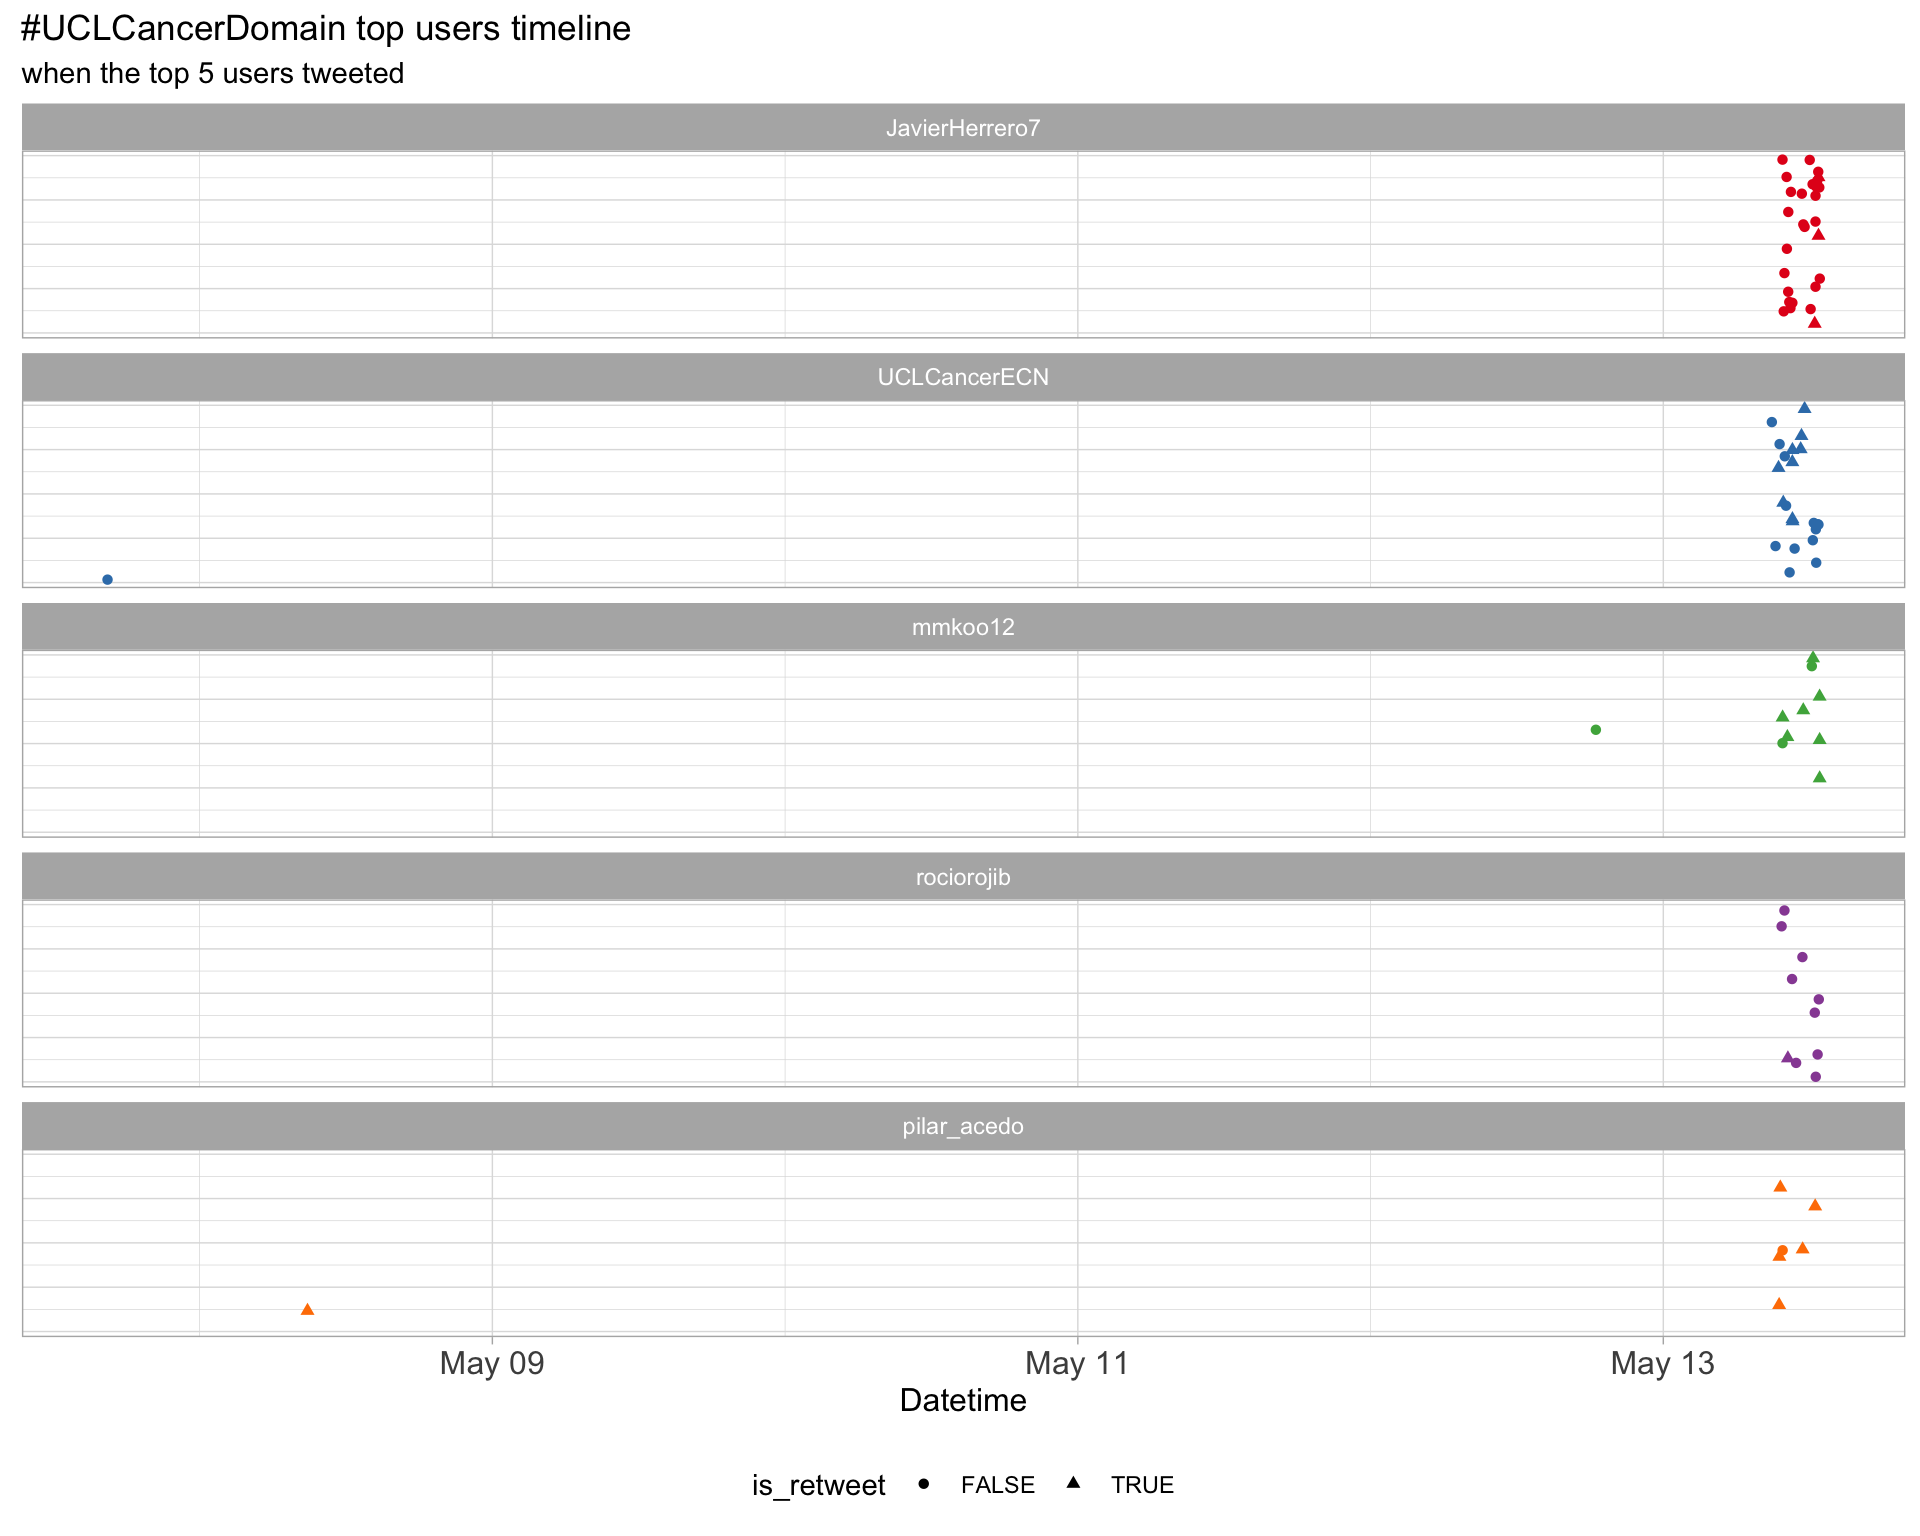 #UCLCancerDomain top users timeline
when the top 5 users tweeted
JavierHerrero7
UCLCancerECN
mmkoo12
rociorojib
pilar_acedo
May 09 May 11 May 13
Datetime
is_retweet FALSE TRUE